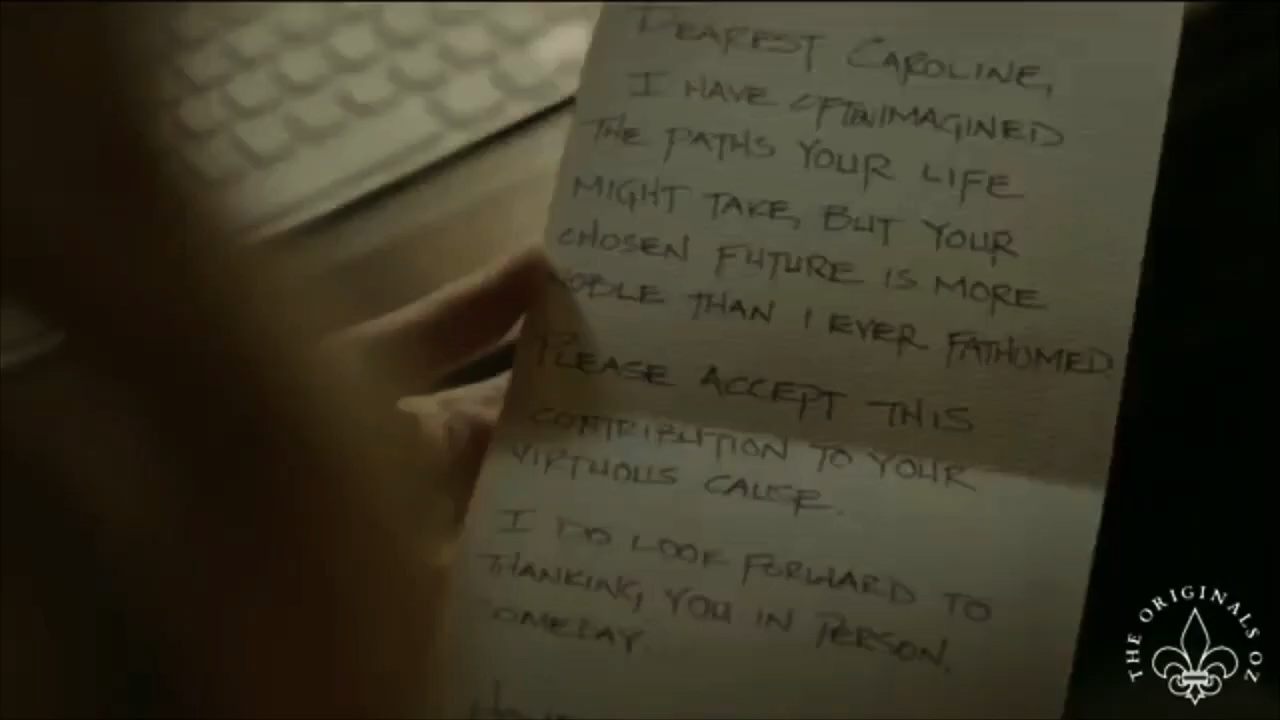 DEAREST CAROLINE,
I HAVE OFTEN IMAGINED
THE PATHS YOUR LIFE
MIGHT TAKE, BUT YOUR
CHOSEN FUTURE IS MORE
NOBLE THAN I EVER FATHOMED.
PLEASE ACCEPT THIS
CONTRIBUTION TO YOUR
VIRTUOUS CAUSE.
I DO LOOK FORWARD TO
THANKING YOU IN PERSON
SOMEDAY.
THE ORIGINALS OZ